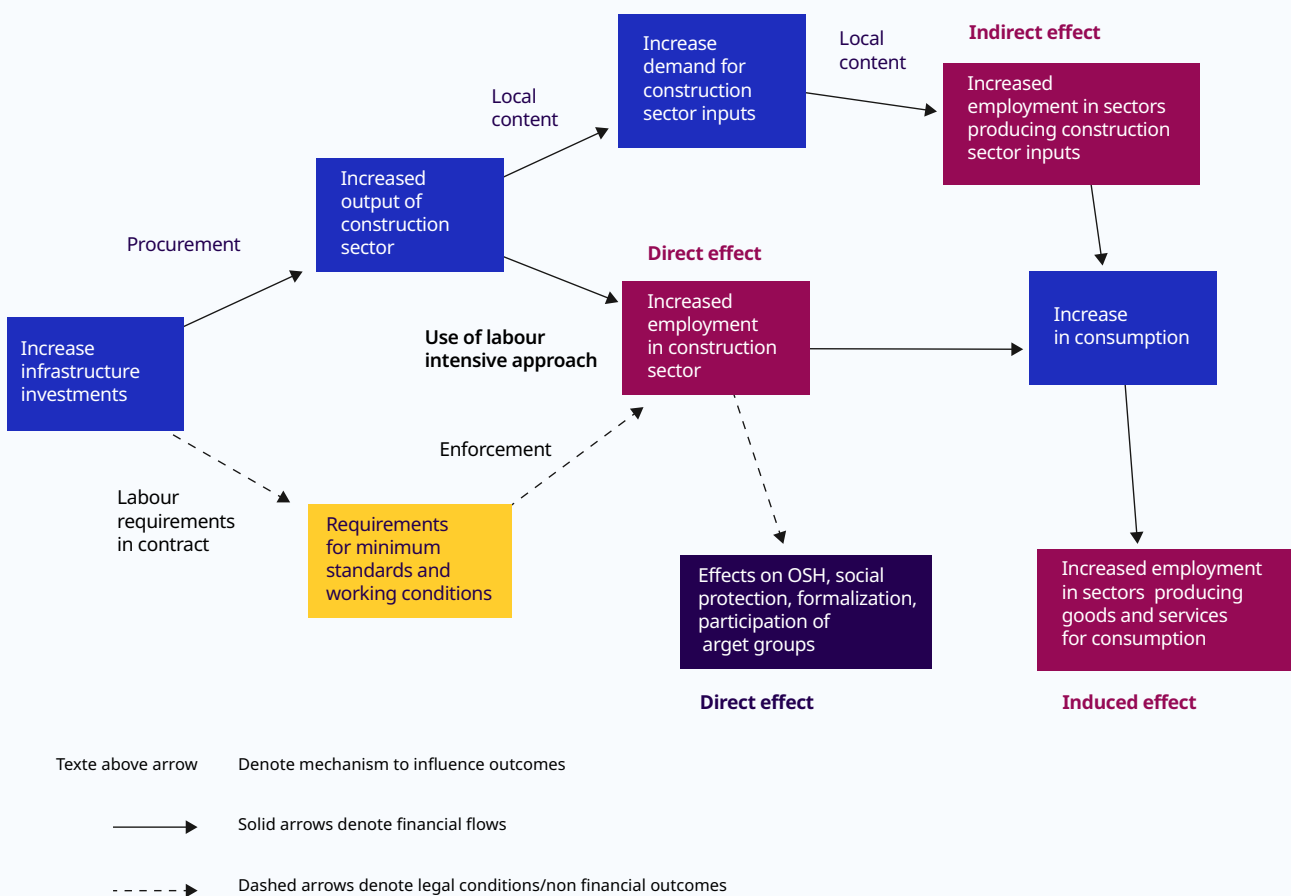 Increase
demand for
construction
sector inputs
Local
content
Indirect effect
Increased
employment in sectors
producing construction
sector inputs
Local
content
Increased
output of
construction
sector
Procurement
Direct effect
Increased
employment
in construction
sector
Use of labour
intensive approach
Increase
in consumption
Increase
infrastructure
investments
Enforcement
Labour
requirements
in contract
Requirements
for minimum
standards and
working conditions
Effects on OSH, social
protection, formalization,
participation of
arget groups
Direct effect
Increased employment
in sectors producing
goods and services
for consumption
Induced effect
Texte above arrow
Denote mechanism to influence outcomes
Solid arrows denote financial flows
Dashed arrows denote legal conditions/non financial outcomes